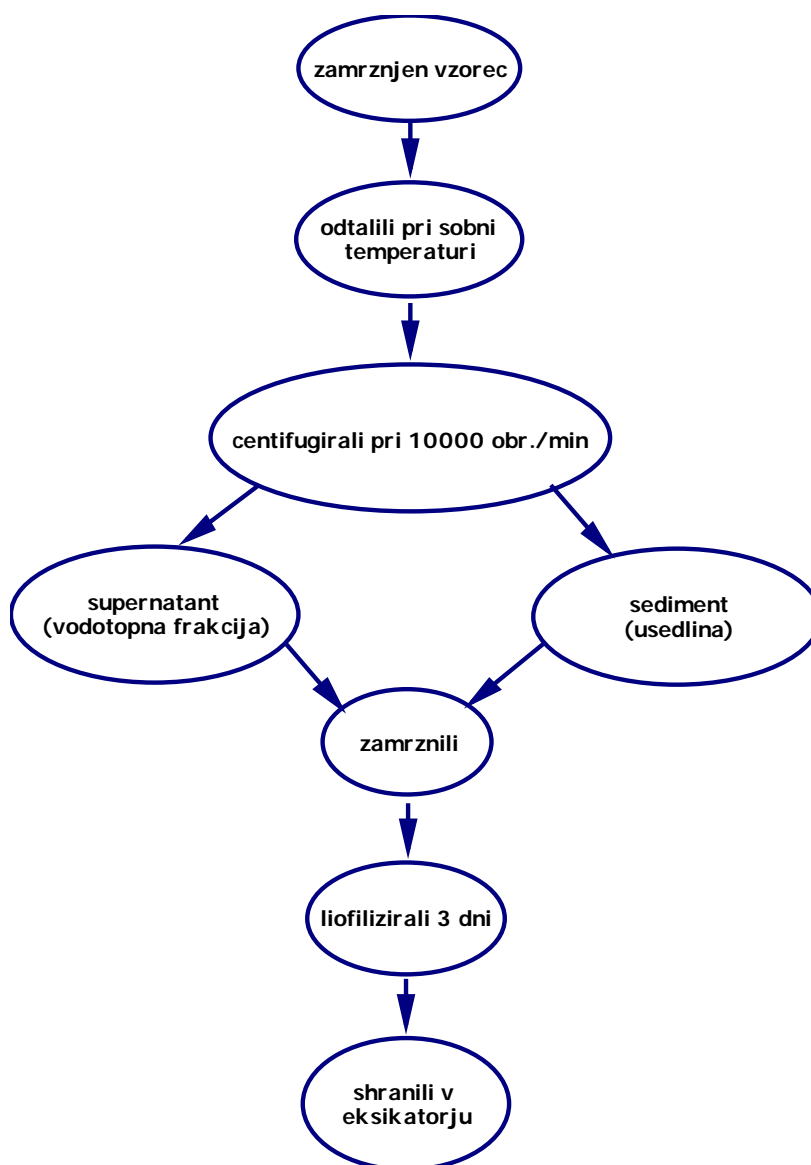 zamrznjen vzorec
odtalili pri sobni
temperaturi
centifugirali pri 10000 obr./min
supernatant
(vodotopna frakcija)
sediment
(usedlina)
zamrznili
liofilizirali 3 dni
shranili v
eksikatorju